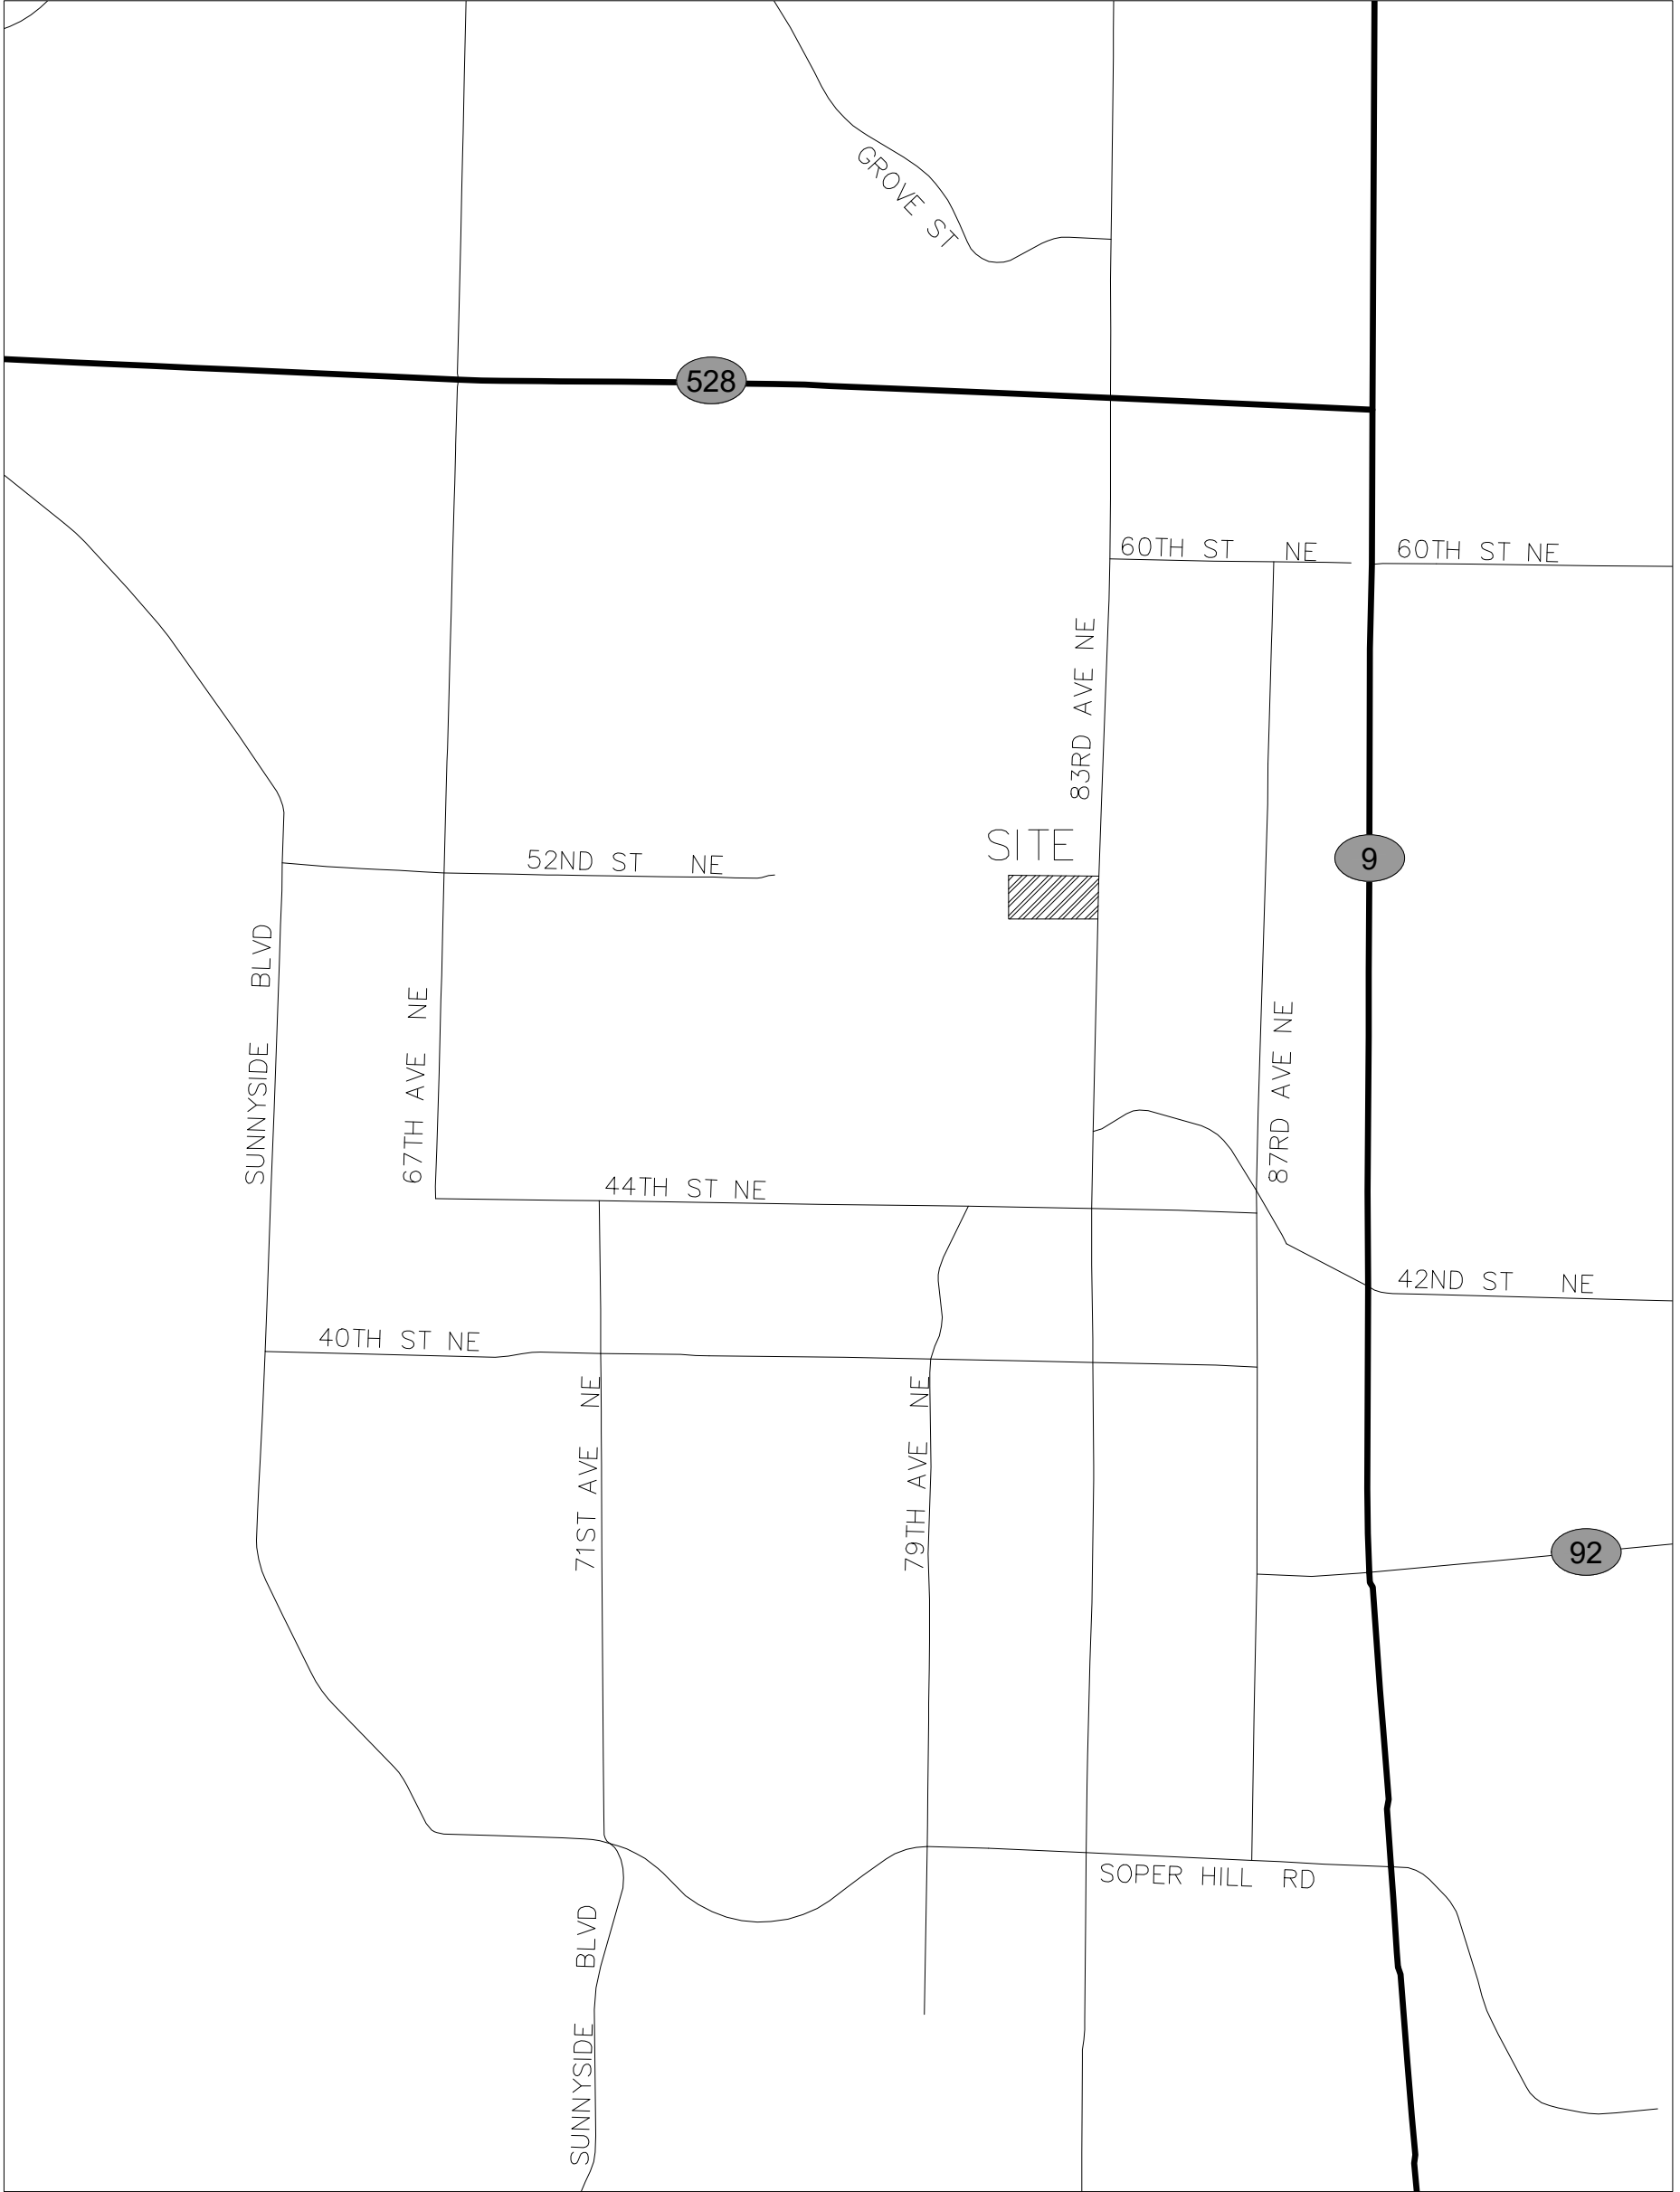 GROVE ST
528
60TH ST NE
60TH ST NE
83RD AVE NE
SITE
9
52ND ST NE
SUNNYSIDE BLVD
67TH AVE NE
87RD AVE NE
44TH ST NE
42ND ST NE
40TH ST NE
71ST AVE NE
79TH AVE NE
92
SOPER HILL RD
SUNNYSIDE BLVD